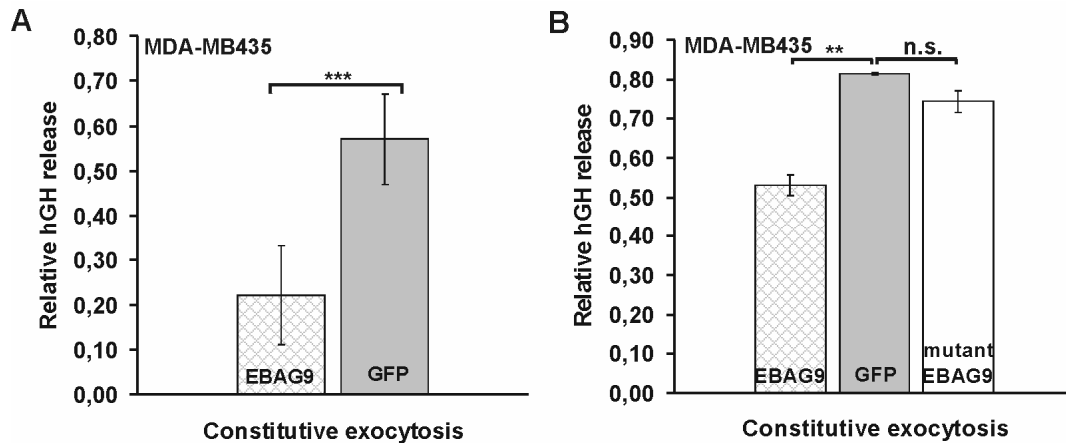 A
MDA-MB435
***
Relative hGH release
0,80
0,70
0,60
0,50
0,40
0,30
0,20
0,10
0,00
EBAG9
GFP
Constitutive exocytosis
B
MDA-MB435
**
n.s.
Relative hGH release
0,90
0,80
0,70
0,60
0,50
0,40
0,30
0,20
0,10
0,00
EBAG9
GFP
mutant
EBAG9
Constitutive exocytosis